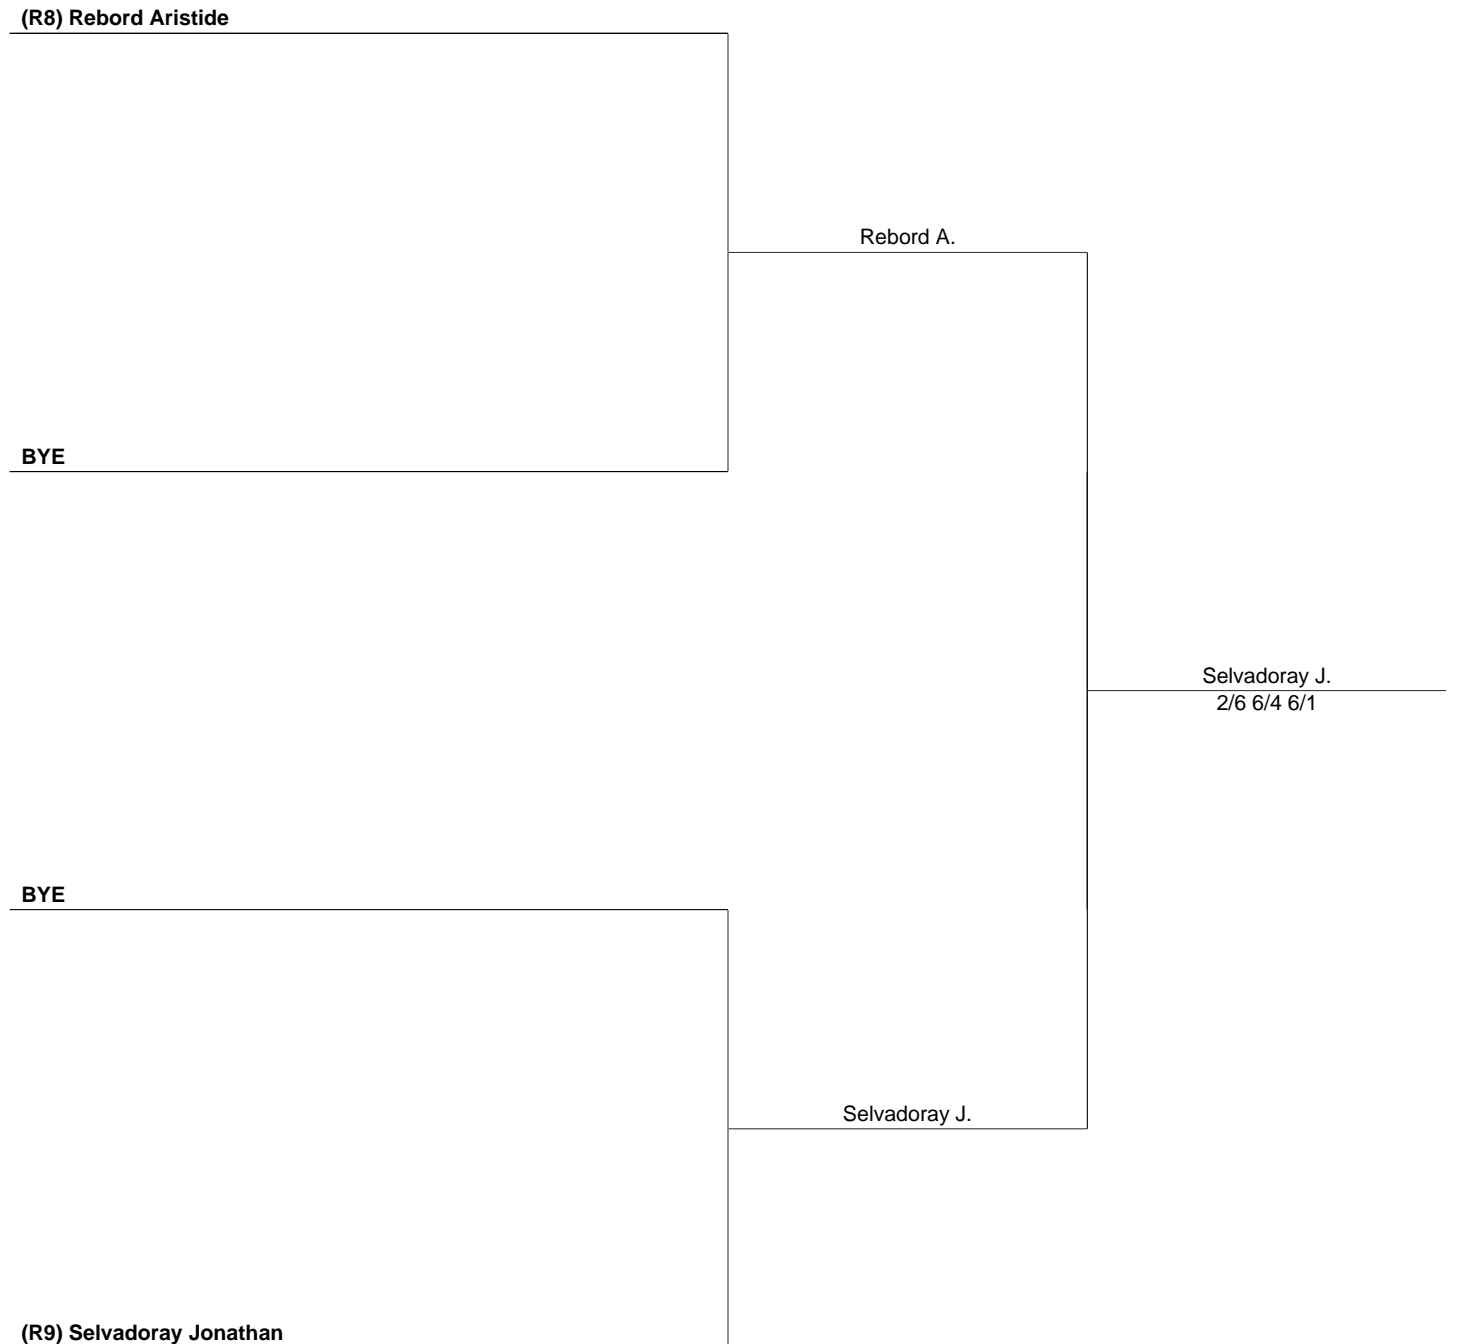 (R8) Rebord Aristide
Rebord A.
BYE
Selvadoray J.
2/6 6/4 6/1
BYE
Selvadoray J.
(R9) Selvadoray Jonathan